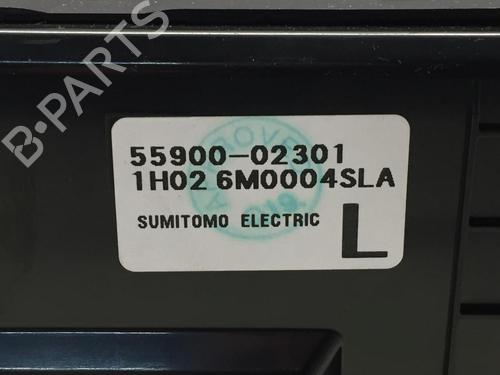 B-PARTS
55900-02301
1H02 6M0004SLA
SUMITOMO ELECTRIC
L